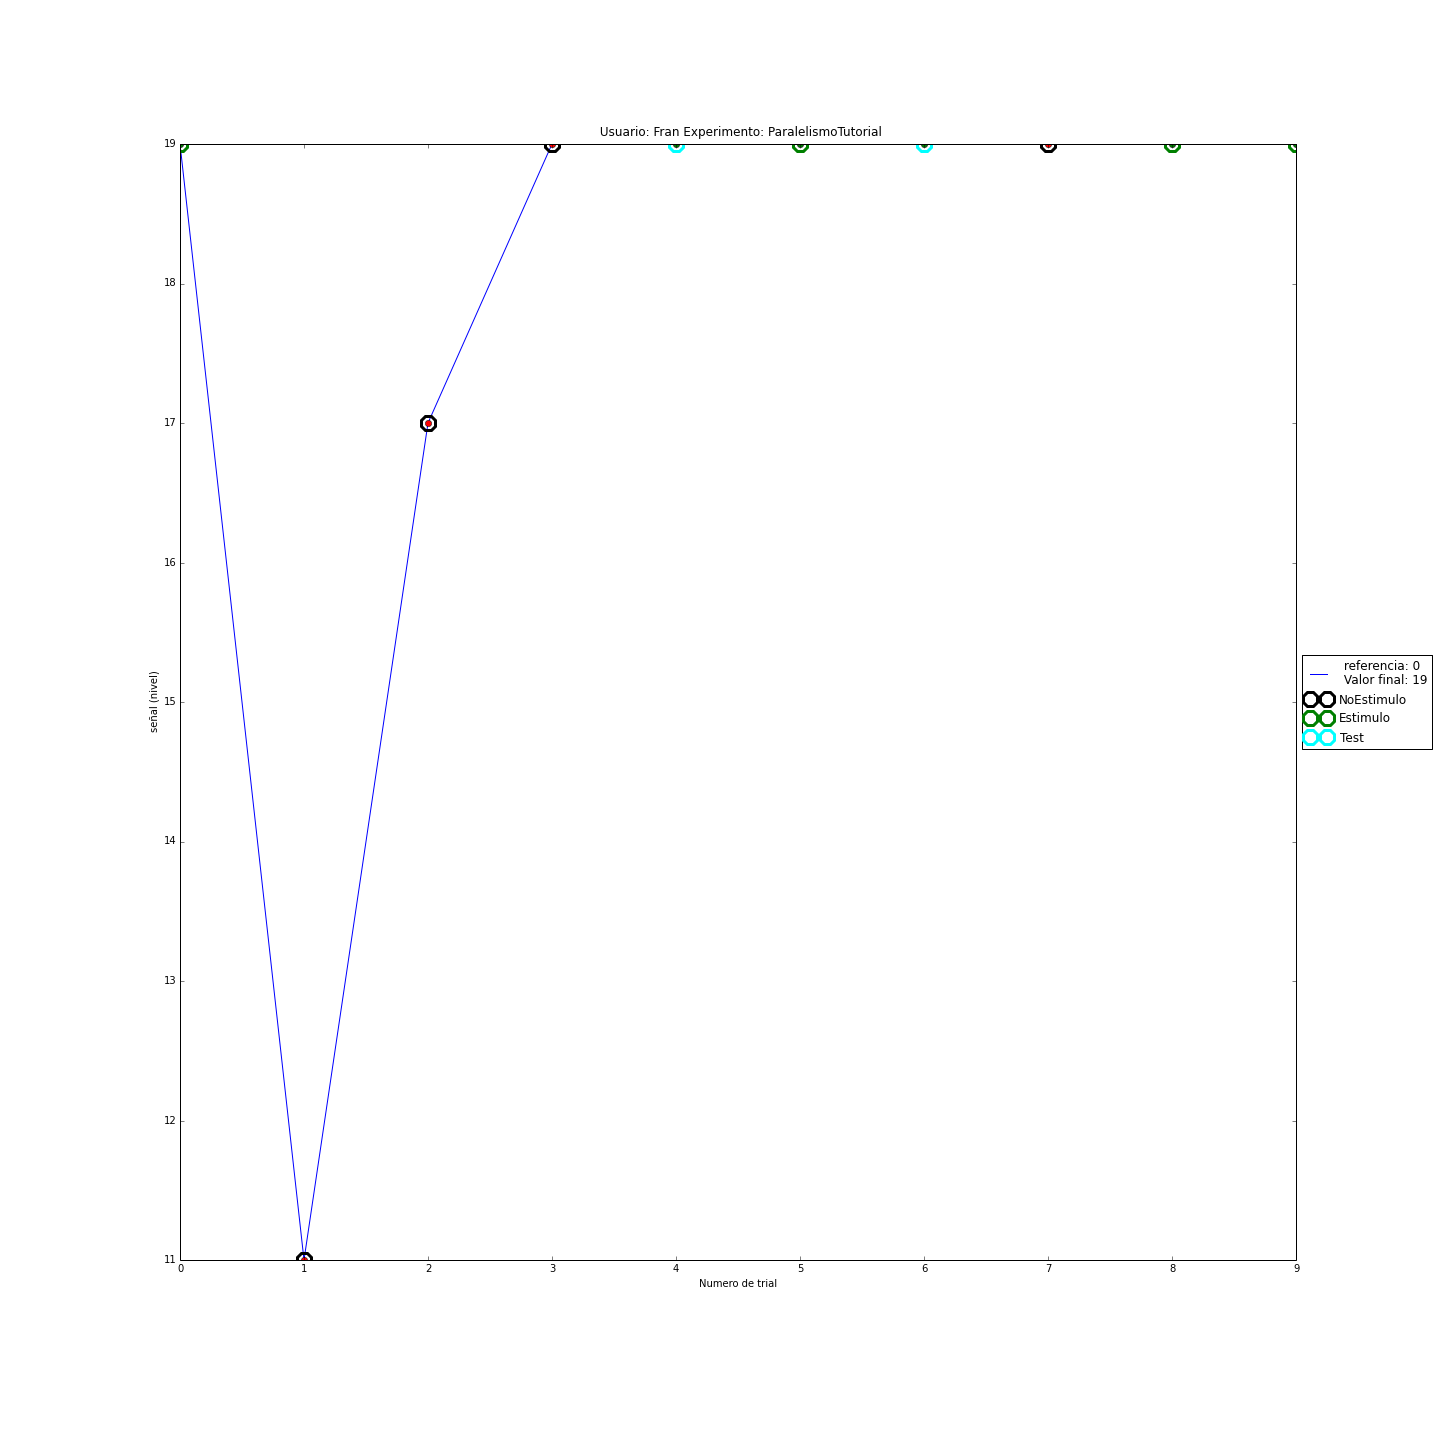 Usuario: Fran Experimento: ParalelismoTutorial
19
18
17
16
15
14
13
12
11
señal (nivel)
0 1 2 3 4 5 6 7 8 9
Numero de trial
referencia: 0
Valor final: 19
NoEstimulo
Estimulo
Test